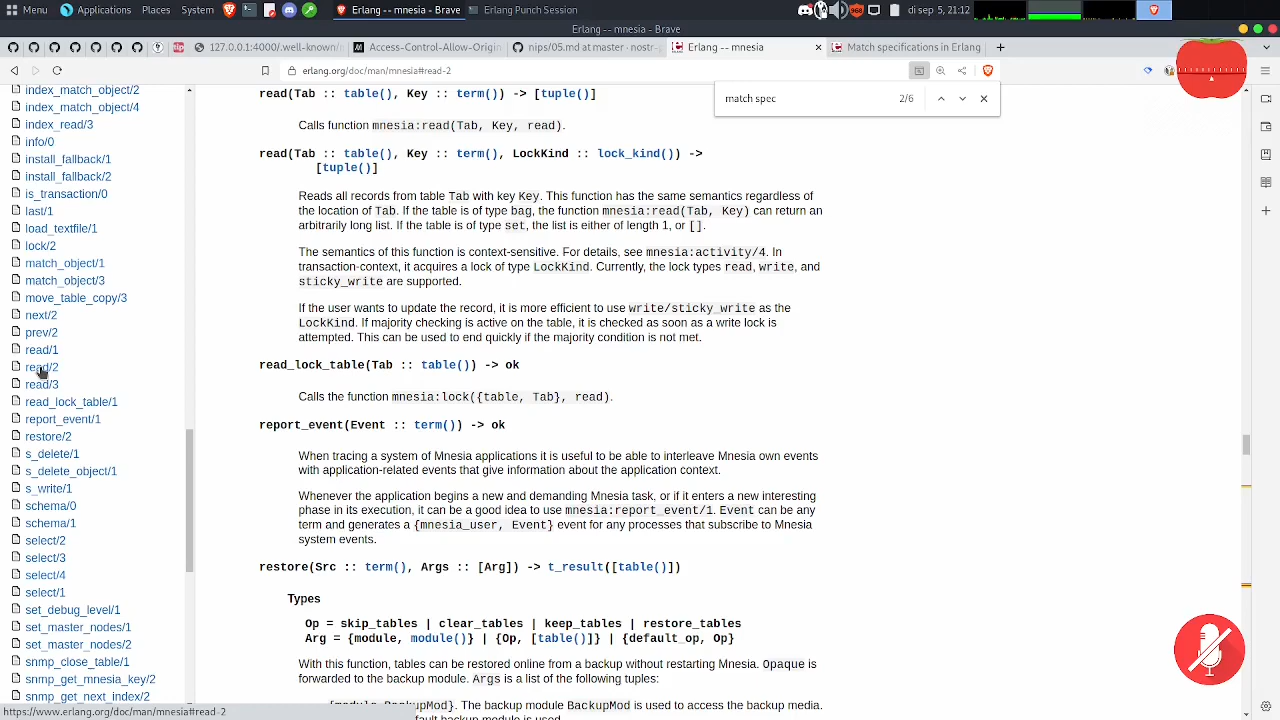 Menu Applications Places System Erlang -- mnesia - Brave Erlang Punch Session 968 di sep 5, 21:12
Erlang -- mnesia - Brave
tip 127.0.0.1:4000/.well-known/n Access-Control-Allow-Origin nips/05.md at master · nostr- Erlang -- mnesia Match specifications in Erlang
erlang.org/doc/man/mnesia#read-2
match spec 2/6
index_match_object/2
index_match_object/4
index_read/3
info/0
install_fallback/1
install_fallback/2
is_transaction/0
last/1
load_textfile/1
lock/2
match_object/1
match_object/3
move_table_copy/3
next/2
prev/2
read/1
read/2
read/3
read_lock_table/1
report_event/1
restore/2
s_delete/1
s_delete_object/1
s_write/1
schema/0
schema/1
select/2
select/3
select/4
select/1
set_debug_level/1
set_master_nodes/1
set_master_nodes/2
snmp_close_table/1
snmp_get_mnesia_key/2
snmp_get_next_index/2
https://www.erlang.org/doc/man/mnesia#read-2
read(Tab :: table(), Key :: term()) -> [tuple()]
Calls function mnesia:read(Tab, Key, read).
read(Tab :: table(), Key :: term(), LockKind :: lock_kind()) ->
[tuple()]
Reads all records from table Tab with key Key. This function has the same semantics regardless
of the location of Tab. If the table is of type bag, the function mnesia:read(Tab, Key) can return an
arbitrarily long list. If the table is of type set, the list is either of length 1, or [].
The semantics of this function is context-sensitive. For details, see mnesia:activity/4. In
transaction-context, it acquires a lock of type LockKind. Currently, the lock types read, write, and
sticky_write are supported.
If the user wants to update the record, it is more efficient to use write/sticky_write as the
LockKind. If majority checking is active on the table, it is checked as soon as a write lock is
attempted. This can be used to end quickly if the majority condition is not met.
read_lock_table(Tab :: table()) -> ok
Calls the function mnesia:lock({table, Tab}, read).
report_event(Event :: term()) -> ok
When tracing a system of Mnesia applications it is useful to be able to interleave Mnesia own events
with application-related events that give information about the application context.
Whenever the application begins a new and demanding Mnesia task, or if it enters a new interesting
phase in its execution, it can be a good idea to use mnesia:report_event/1. Event can be any
term and generates a {mnesia_user, Event} event for any processes that subscribe to Mnesia
system events.
restore(Src :: term(), Args :: [Arg]) -> t_result([table()])
Types
Op = skip_tables | clear_tables | keep_tables | restore_tables
Arg = {module, module()} | {Op, [table()]} | {default_op, Op}
With this function, tables can be restored online from a backup without restarting Mnesia. Opaque is
forwarded to the backup module. Args is a list of the following tuples:
BackupMod}. The backup module BackupMod is used to access the backup media.
default backup module is used.